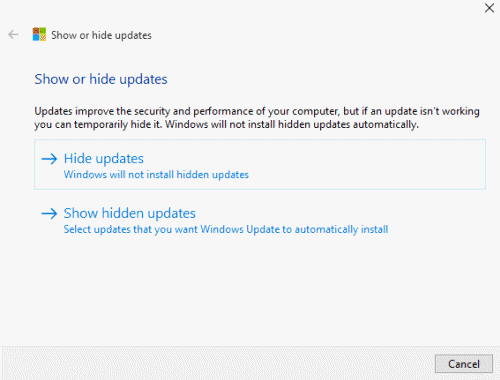 Show or hide updates
Show or hide updates
Updates improve the security and performance of your computer, but if an update isn't working
you can temporarily hide it. Windows will not install hidden updates automatically.
Hide updates
Windows will not install hidden updates
Show hidden updates
Select updates that you want Windows Update to automatically install
Cancel